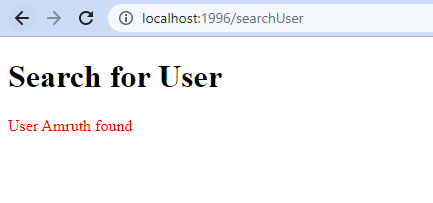 localhost:1996/searchUser
Search for User
User Amruth found